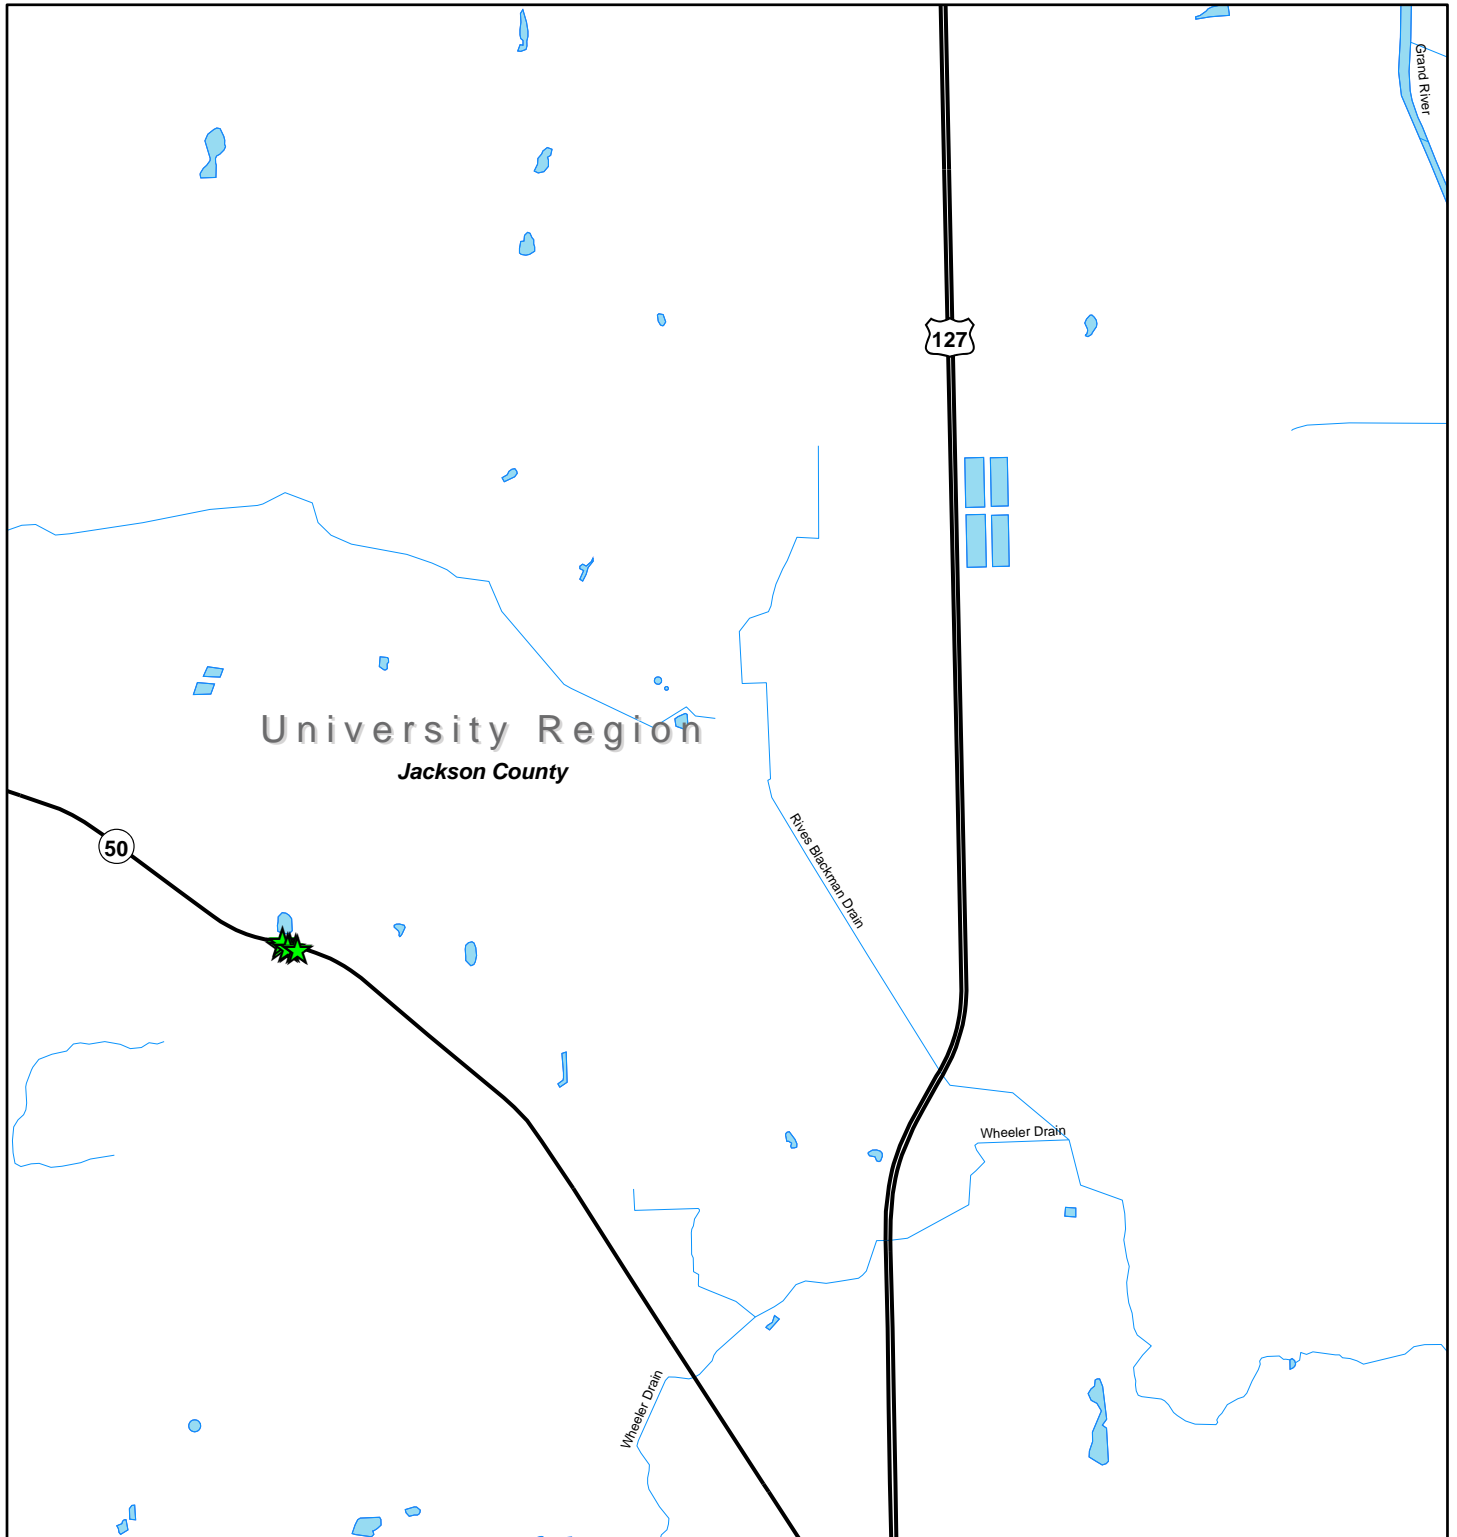 Grand River
127
University Region
Jackson County
50
Rives Blackman Drain
Wheeler Drain
Wheeler Drain